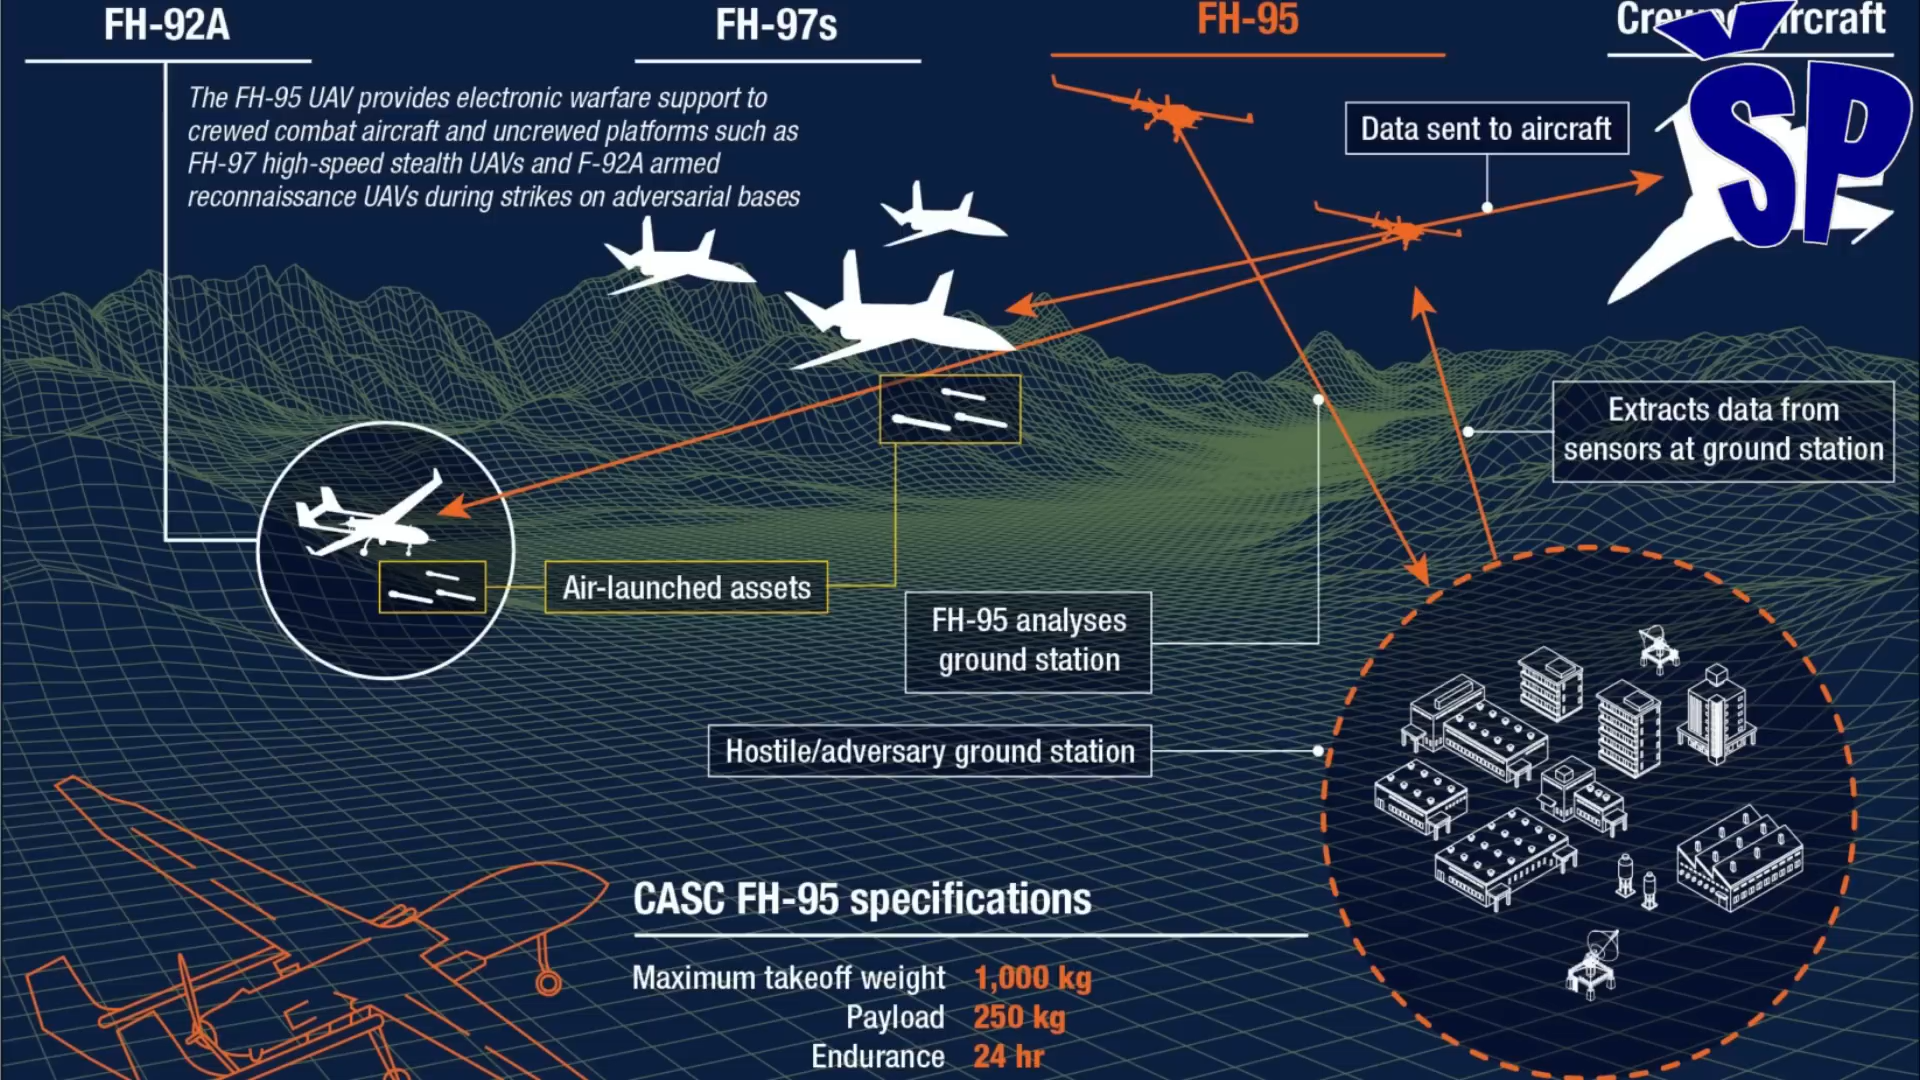 FH-92A
FH-97s
FH-95
Crewed aircraft
ŠP
The FH-95 UAV provides electronic warfare support to
crewed combat aircraft and uncrewed platforms such as
FH-97 high-speed stealth UAVs and F-92A armed
reconnaissance UAVs during strikes on adversarial bases
Data sent to aircraft
Extracts data from
sensors at ground station
Air-launched assets
FH-95 analyses
ground station
Hostile/adversary ground station
CASC FH-95 specifications
Maximum takeoff weight 1,000 kg
Payload 250 kg
Endurance 24 hr